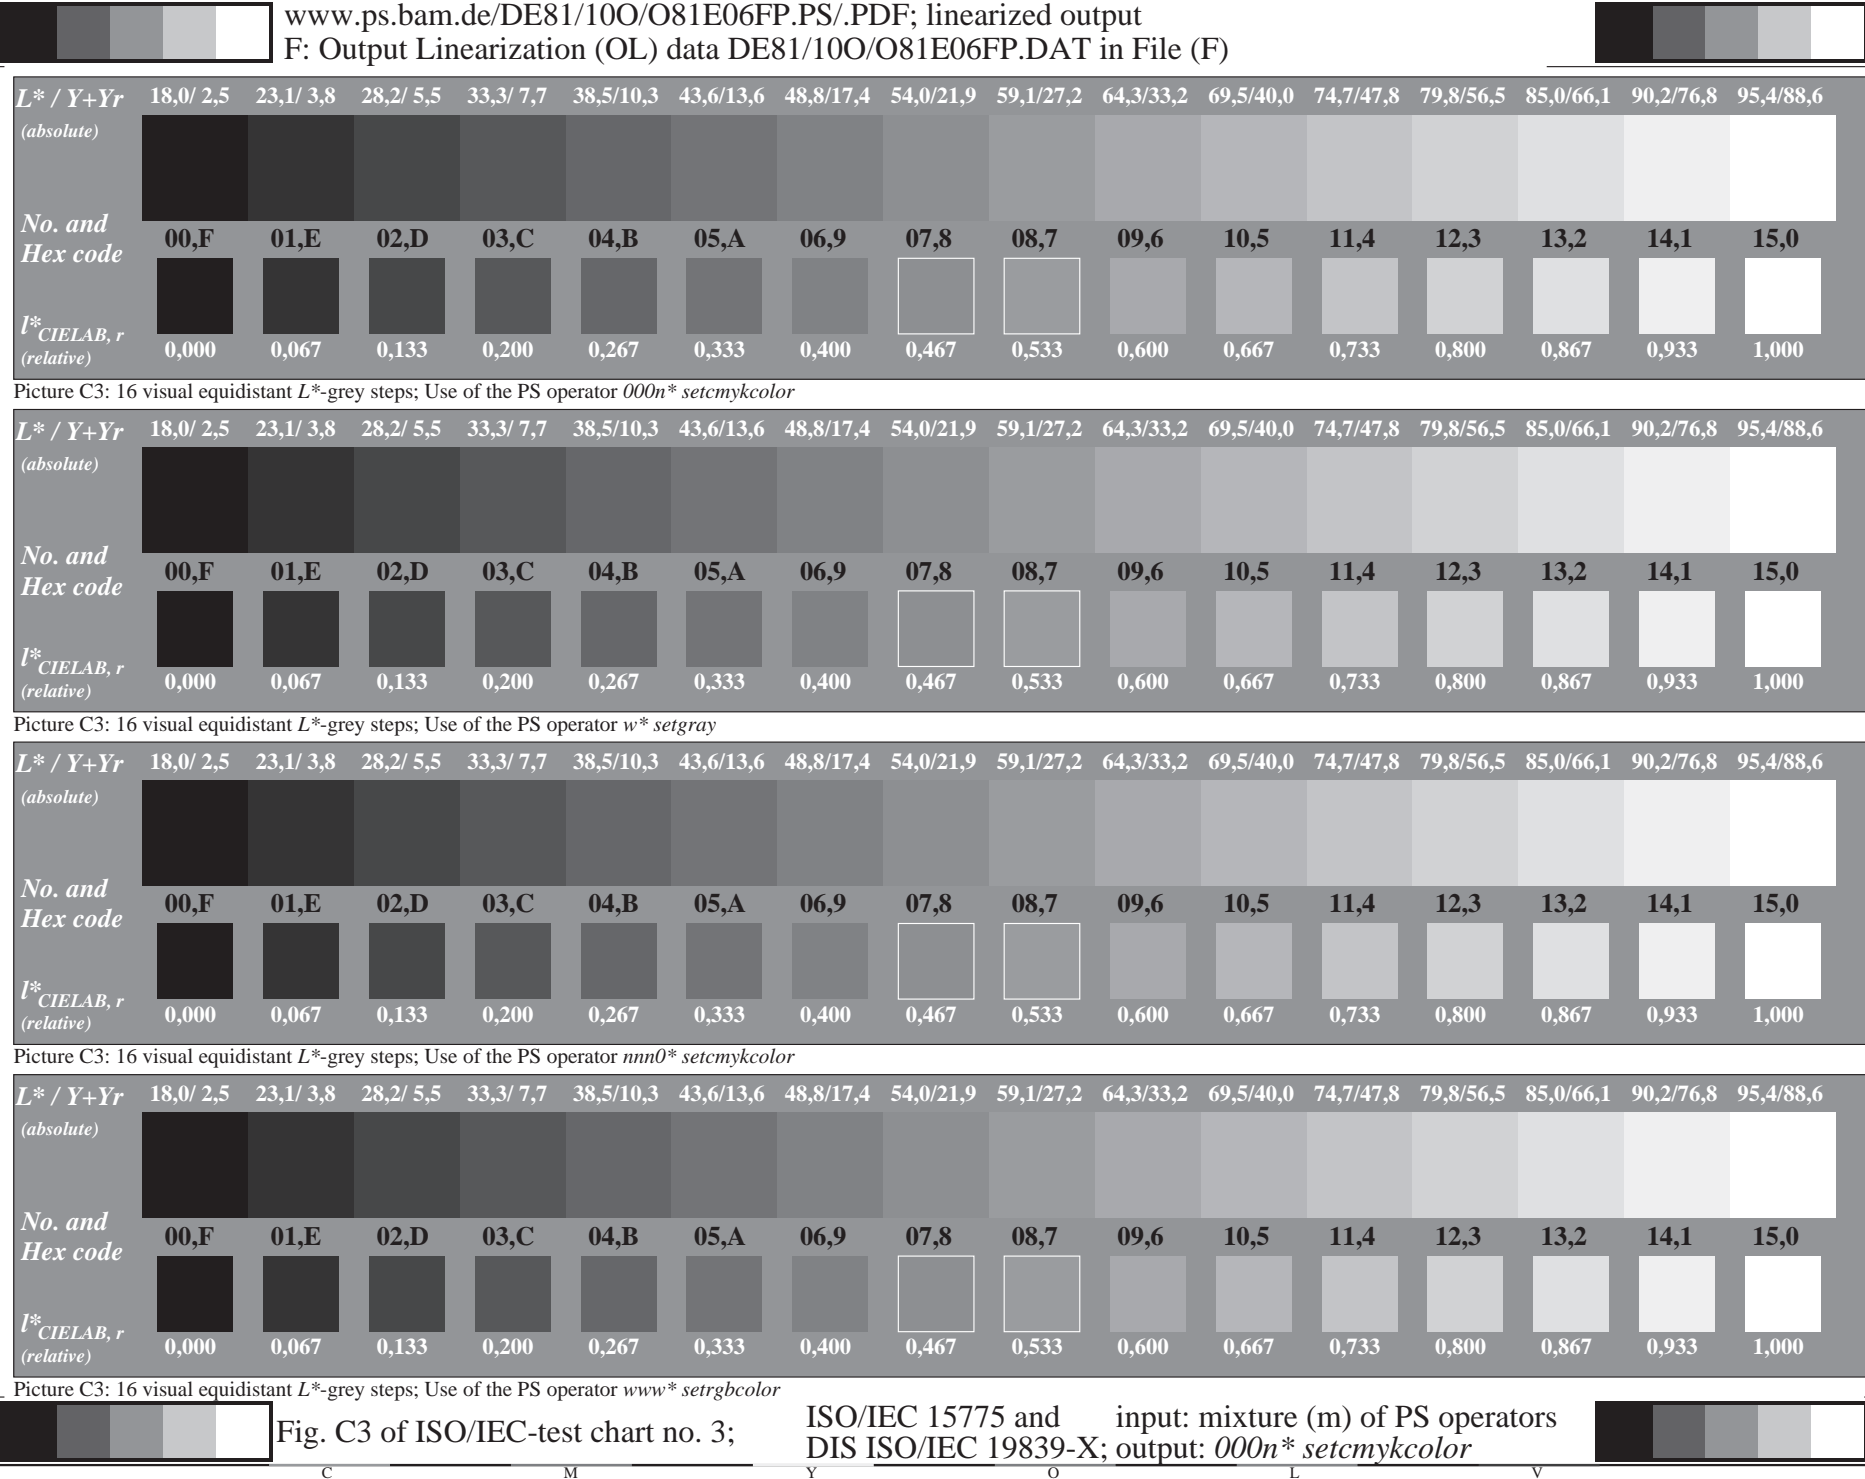 www.ps.bam.de/DE81/10O/O81E06FP.PS/.PDF; linearized output
F: Output Linearization (OL) data DE81/10O/O81E06FP.DAT in File (F)
L* / Y+Yr 18,0/ 2,5 23,1/ 3,8 28,2/ 5,5 33,3/ 7,7 38,5/10,3 43,6/13,6 48,8/17,4 54,0/21,9 59,1/27,2 64,3/33,2 69,5/40,0 74,7/47,8 79,8/56,5 85,0/66,1 90,2/76,8 95,4/88,6
(absolute)
No. and
Hex code 00,F 01,E 02,D 03,C 04,B 05,A 06,9 07,8 08,7 09,6 10,5 11,4 12,3 13,2 14,1 15,0
l*CIELAB, r
(relative) 0,000 0,067 0,133 0,200 0,267 0,333 0,400 0,467 0,533 0,600 0,667 0,733 0,800 0,867 0,933 1,000
Picture C3: 16 visual equidistant L*-grey steps; Use of the PS operator 000n* setcmykcolor
L* / Y+Yr 18,0/ 2,5 23,1/ 3,8 28,2/ 5,5 33,3/ 7,7 38,5/10,3 43,6/13,6 48,8/17,4 54,0/21,9 59,1/27,2 64,3/33,2 69,5/40,0 74,7/47,8 79,8/56,5 85,0/66,1 90,2/76,8 95,4/88,6
(absolute)
No. and
Hex code 00,F 01,E 02,D 03,C 04,B 05,A 06,9 07,8 08,7 09,6 10,5 11,4 12,3 13,2 14,1 15,0
l*CIELAB, r
(relative) 0,000 0,067 0,133 0,200 0,267 0,333 0,400 0,467 0,533 0,600 0,667 0,733 0,800 0,867 0,933 1,000
Picture C3: 16 visual equidistant L*-grey steps; Use of the PS operator w* setgray
L* / Y+Yr 18,0/ 2,5 23,1/ 3,8 28,2/ 5,5 33,3/ 7,7 38,5/10,3 43,6/13,6 48,8/17,4 54,0/21,9 59,1/27,2 64,3/33,2 69,5/40,0 74,7/47,8 79,8/56,5 85,0/66,1 90,2/76,8 95,4/88,6
(absolute)
No. and
Hex code 00,F 01,E 02,D 03,C 04,B 05,A 06,9 07,8 08,7 09,6 10,5 11,4 12,3 13,2 14,1 15,0
l*CIELAB, r
(relative) 0,000 0,067 0,133 0,200 0,267 0,333 0,400 0,467 0,533 0,600 0,667 0,733 0,800 0,867 0,933 1,000
Picture C3: 16 visual equidistant L*-grey steps; Use of the PS operator nnn0* setcmykcolor
L* / Y+Yr 18,0/ 2,5 23,1/ 3,8 28,2/ 5,5 33,3/ 7,7 38,5/10,3 43,6/13,6 48,8/17,4 54,0/21,9 59,1/27,2 64,3/33,2 69,5/40,0 74,7/47,8 79,8/56,5 85,0/66,1 90,2/76,8 95,4/88,6
(absolute)
No. and
Hex code 00,F 01,E 02,D 03,C 04,B 05,A 06,9 07,8 08,7 09,6 10,5 11,4 12,3 13,2 14,1 15,0
l*CIELAB, r
(relative) 0,000 0,067 0,133 0,200 0,267 0,333 0,400 0,467 0,533 0,600 0,667 0,733 0,800 0,867 0,933 1,000
Picture C3: 16 visual equidistant L*-grey steps; Use of the PS operator www* setrgbcolor
Fig. C3 of ISO/IEC-test chart no. 3;
ISO/IEC 15775 and input: mixture (m) of PS operators
DIS ISO/IEC 19839-X; output: 000n* setcmykcolor
C M Y O L V